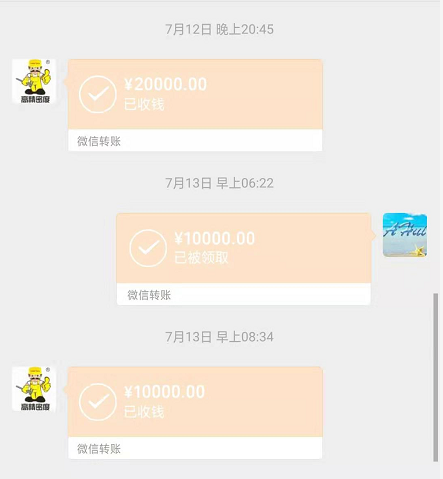 7月12日 晚上20:45
高精密度
¥20000.00
已收钱
微信转账
7月13日 早上06:22
¥10000.00
已被领取
微信转账
7月13日 早上08:34
高精密度
¥10000.00
已收钱
微信转账